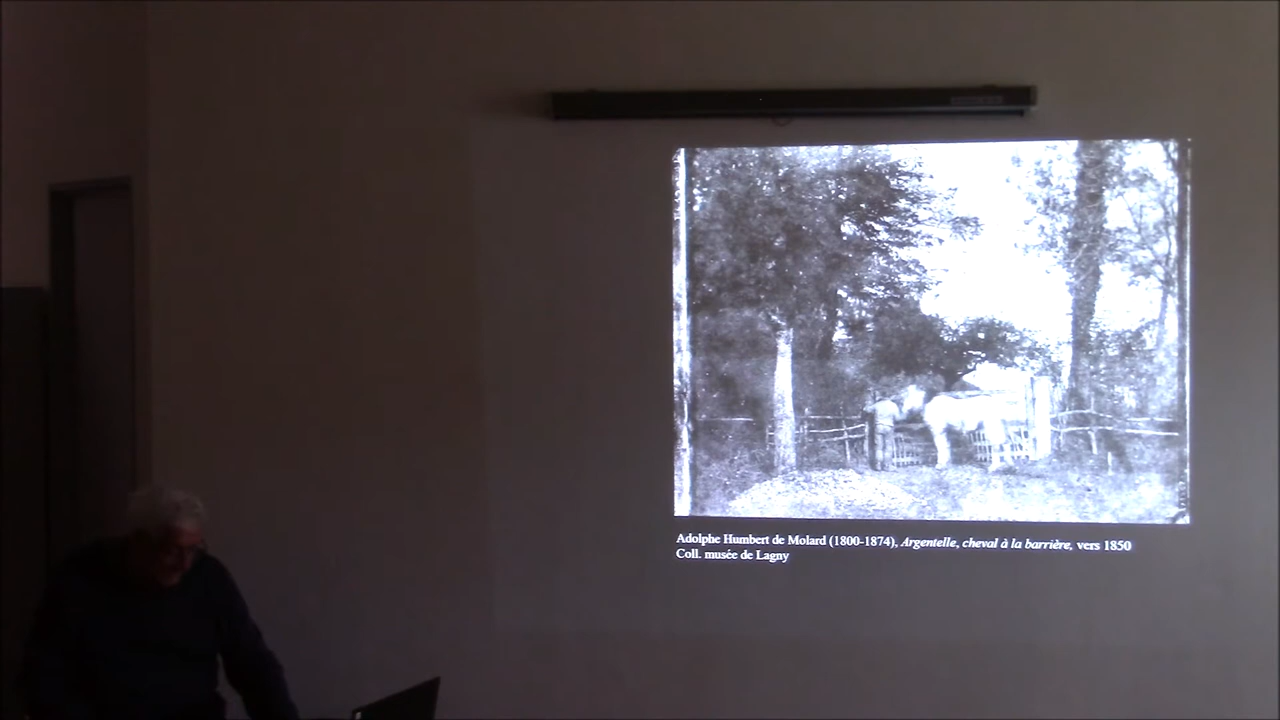 Adolphe Humbert de Molard (1800-1874), Argentelle, cheval à la barrière, vers 1850
Coll. musée de Lagny